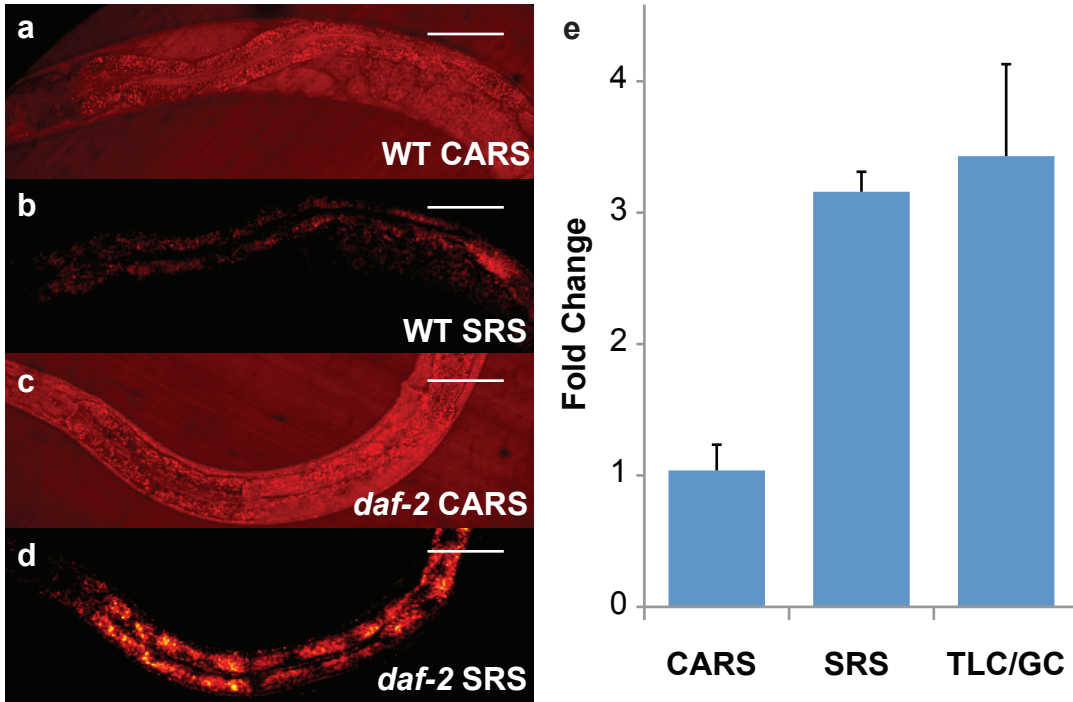 a
WT CARS
b
WT SRS
c
daf-2 CARS
d
daf-2 SRS
e
Fold Change
4
3
2
1
0
CARS SRS TLC/GC